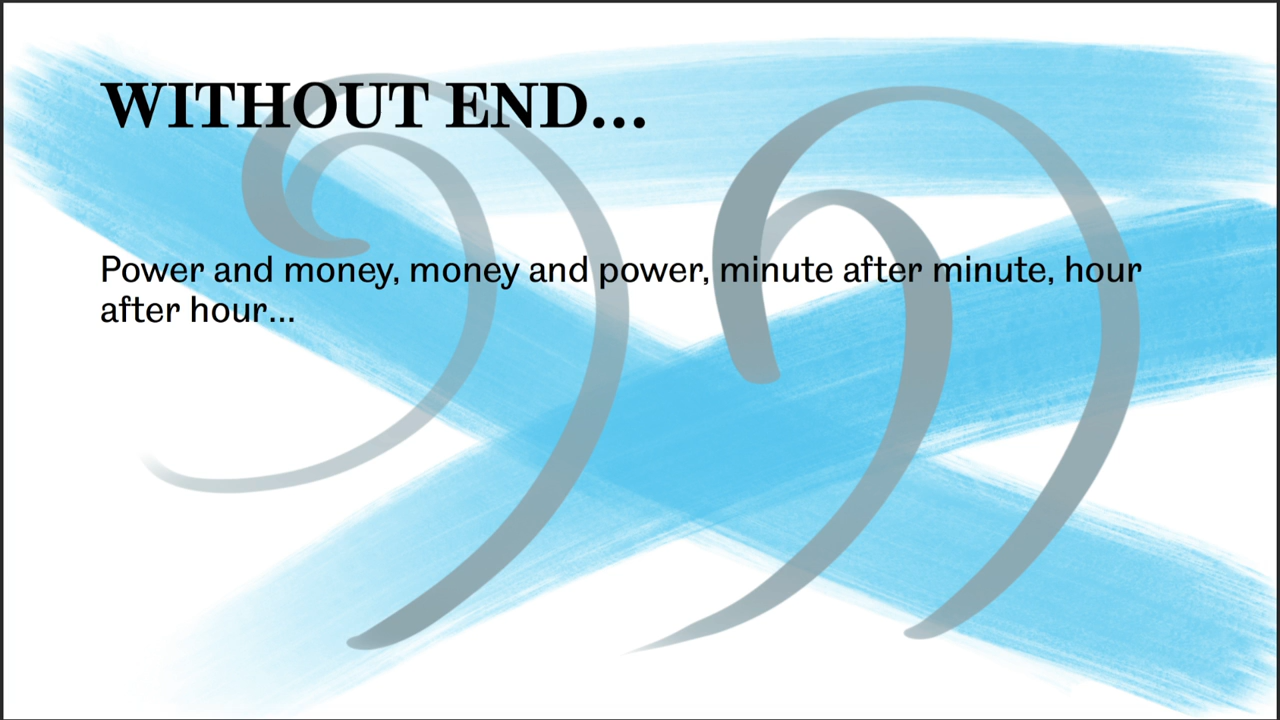 WITHOUT END…
Power and money, money and power, minute after minute, hour
after hour…